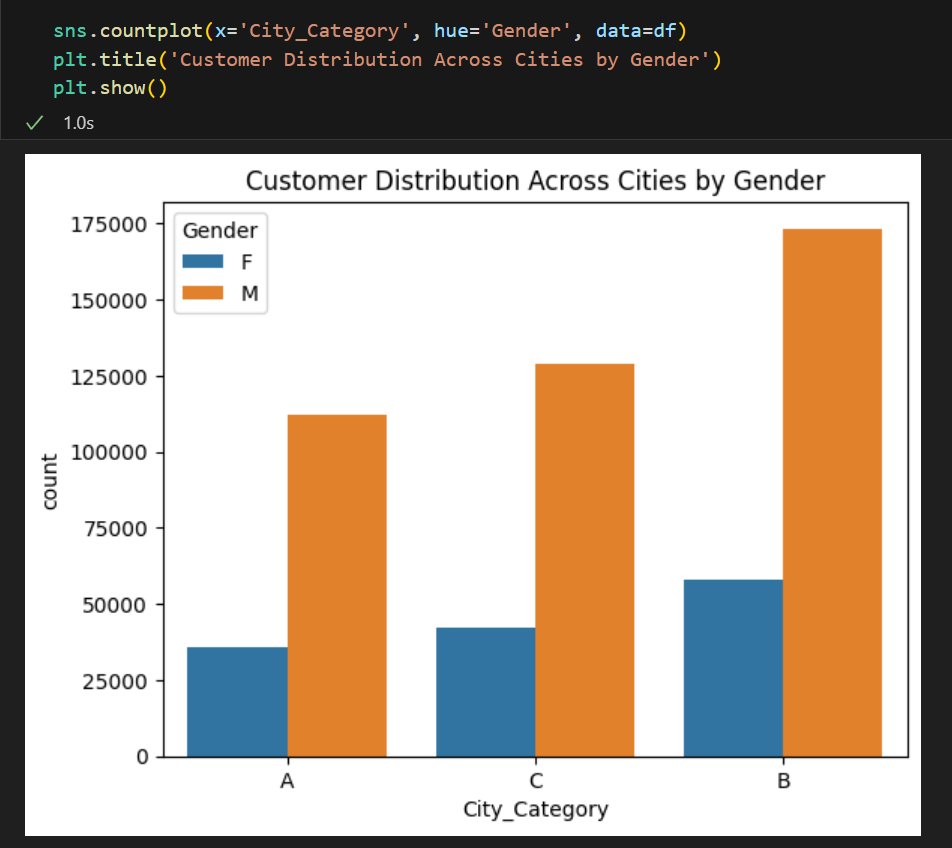 sns.countplot(x='City_Category', hue='Gender', data=df)
plt.title('Customer Distribution Across Cities by Gender')
plt.show()
1.0s
Customer Distribution Across Cities by Gender
Gender
F
M
175000
150000
125000
100000
75000
50000
25000
0
count
A C B
City_Category